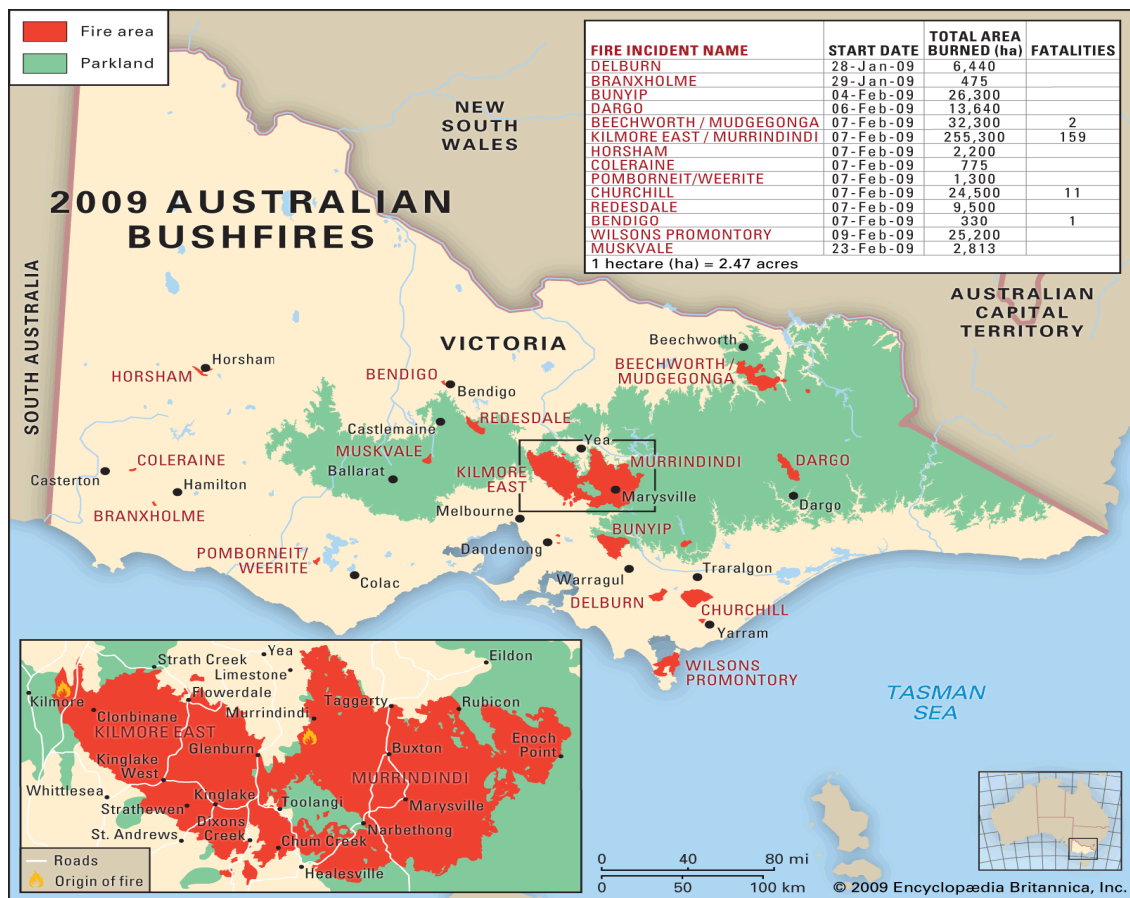 Fire area
Parkland
FIRE INCIDENT NAME START DATE TOTAL AREA BURNED (ha) FATALITIES
DELBURN 28-Jan-09 6,440
BRANXHOLME 29-Jan-09 475
BUNYIP 04-Feb-09 26,300
DARGO 06-Feb-09 13,640
BEECHWORTH / MUDGEGONGA 07-Feb-09 32,300 2
KILMORE EAST / MURRINDINDI 07-Feb-09 255,300 159
HORSHAM 07-Feb-09 2,200
COLERAINE 07-Feb-09 775
POMBORNEIT/WEERITE 07-Feb-09 1,300
CHURCHILL 07-Feb-09 24,500 11
REDESDALE 07-Feb-09 9,500
BENDIGO 07-Feb-09 330 1
WILSONS PROMONTORY 09-Feb-09 25,200
MUSKVALE 23-Feb-09 2,813
1 hectare (ha) = 2.47 acres
NEW
SOUTH
WALES
2009 AUSTRALIAN
BUSHFIRES
SOUTH AUSTRALIA
AUSTRALIAN
CAPITAL
TERRITORY
VICTORIA
Beechworth
BEECHWORTH /
MUDGEGONGA
Horsham
HORSHAM
BENDIGO
Bendigo
REDESDALE
Castlemaine
Yea
MUSKVALE
COLERAINE
Casterton
Ballarat
KILMORE
EAST
MURRINDINDI
DARGO
Hamilton
Marysville
Dargo
BRANXHOLME
Melbourne
BUNYIP
Dandenong
POMBORNEIT/
WEERITE
Colac
Warragul
Traralgon
DELBURN
CHURCHILL
Yarram
WILSONS
PROMONTORY
TASMAN
SEA
Yea
Eildon
Strath Creek
Limestone
Kilmore
Flowerdale
Taggerty
Rubicon
Clonbinane
Murrindindi
KILMORE EAST
Enoch
Point
Glenburn
Buxton
Kinglake
West
MURRINDINDI
Whittlesea
Kinglake
Toolangi
Marysville
Strathewen
Dixons
Creek
Narbethong
St. Andrews
Chum Creek
Healesville
Roads
Origin of fire
0 40 80 mi
0 50 100 km
© 2009 Encyclopædia Britannica, Inc.